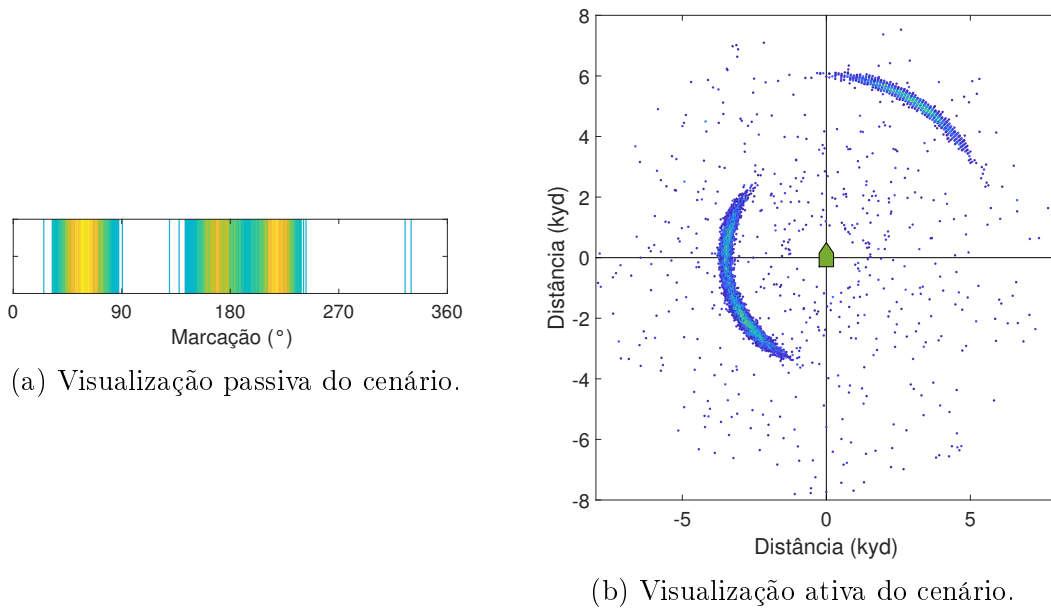 0 90 180 270 360
Marcação (°)
(a) Visualização passiva do cenário.
8
6
4
2
0
-2
-4
-6
-8
Distância (kyd)
-5 0 5
Distância (kyd)
(b) Visualização ativa do cenário.